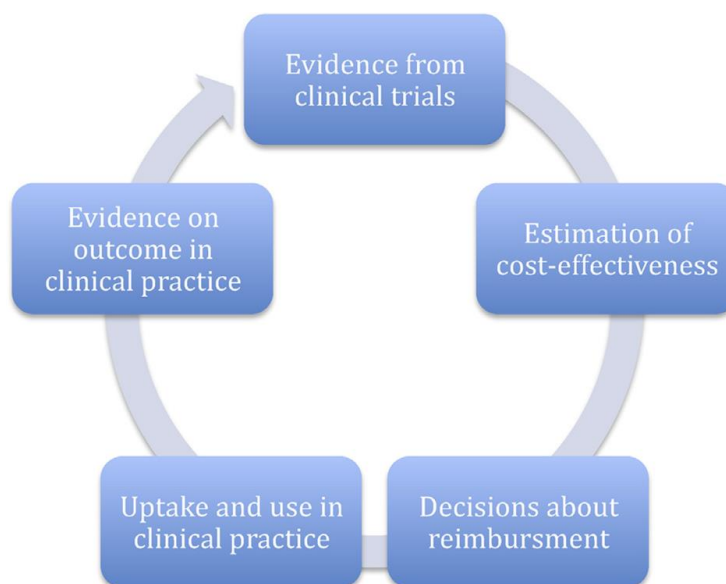 Evidence from
clinical trials
Estimation of
cost-effectiveness
Decisions about
reimbursment
Uptake and use in
clinical practice
Evidence on
outcome in
clinical practice